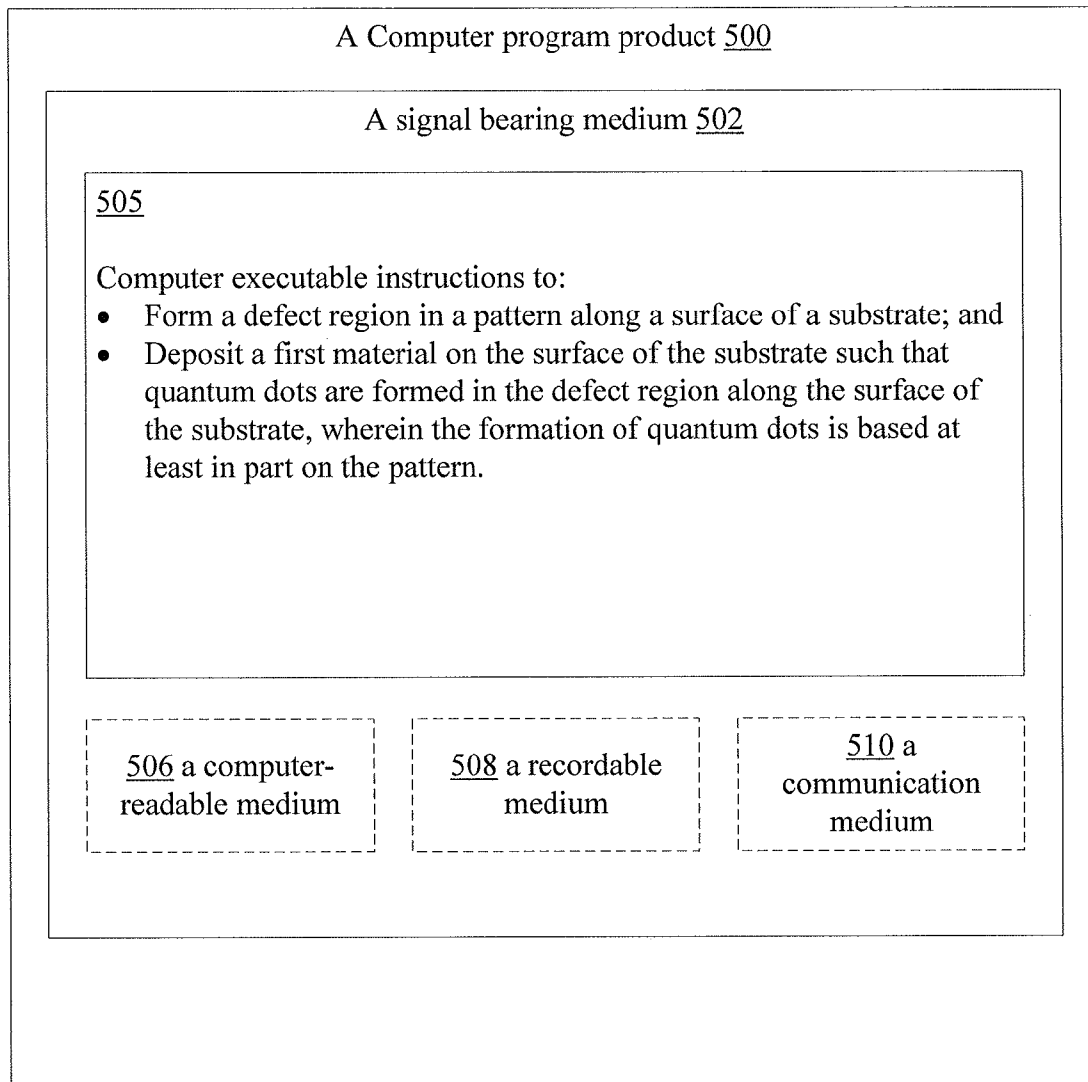 A Computer program product 500
A signal bearing medium 502
505
Computer executable instructions to:
• Form a defect region in a pattern along a surface of a substrate; and
• Deposit a first material on the surface of the substrate such that
quantum dots are formed in the defect region along the surface of
the substrate, wherein the formation of quantum dots is based at
least in part on the pattern.
506 a computer-
readable medium
508 a recordable
medium
510 a
communication
medium